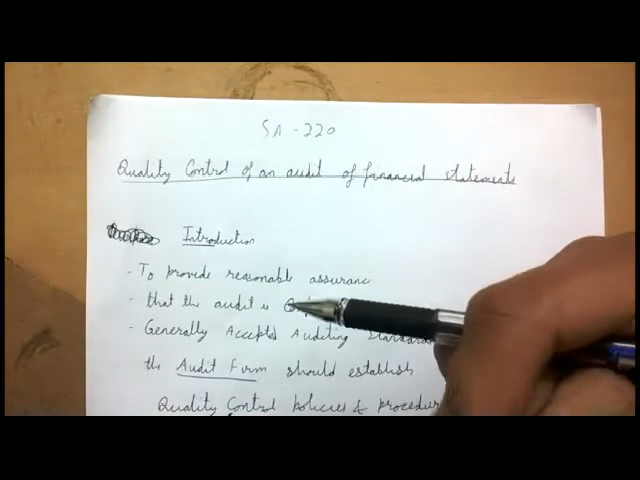 SA - 220
Quality Control of an audit of financial statements
Introduction
- To provide reasonable assurance
- that the audit is
- Generally Accepted Auditing
the Audit Firm should establish
Quality Control policies &